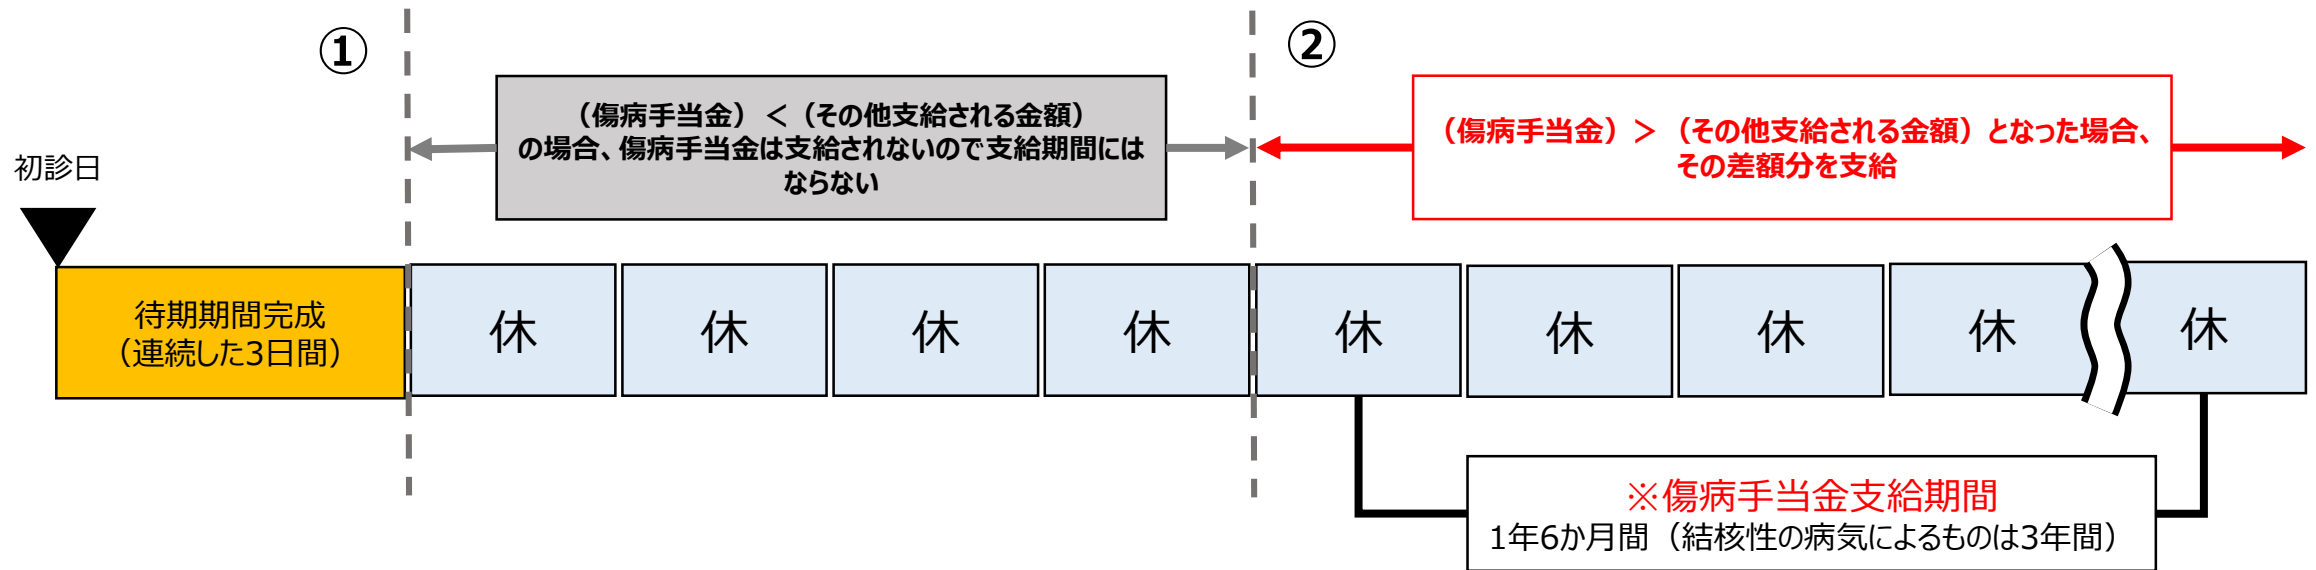 ①
②
（傷病手当金）＜（その他支給される金額）
の場合、傷病手当金は支給されないので支給期間には
ならない
（傷病手当金）＞（その他支給される金額）となった場合、
その差額分を支給
初診日
待期期間完成
（連続した3日間）
休
休
休
休
休
休
休
休
休
※傷病手当金支給期間
1年6か月間（結核性の病気によるものは3年間）